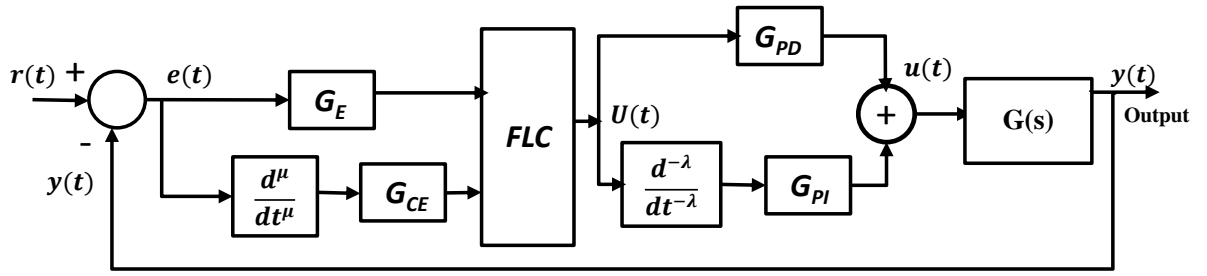 r(t) + e(t) G_E FLC U(t) G_PD u(t) G(s) y(t)
Output
+
-
y(t) d^μ/dt^μ G_CE d^{-λ}/dt^{-λ} G_PI